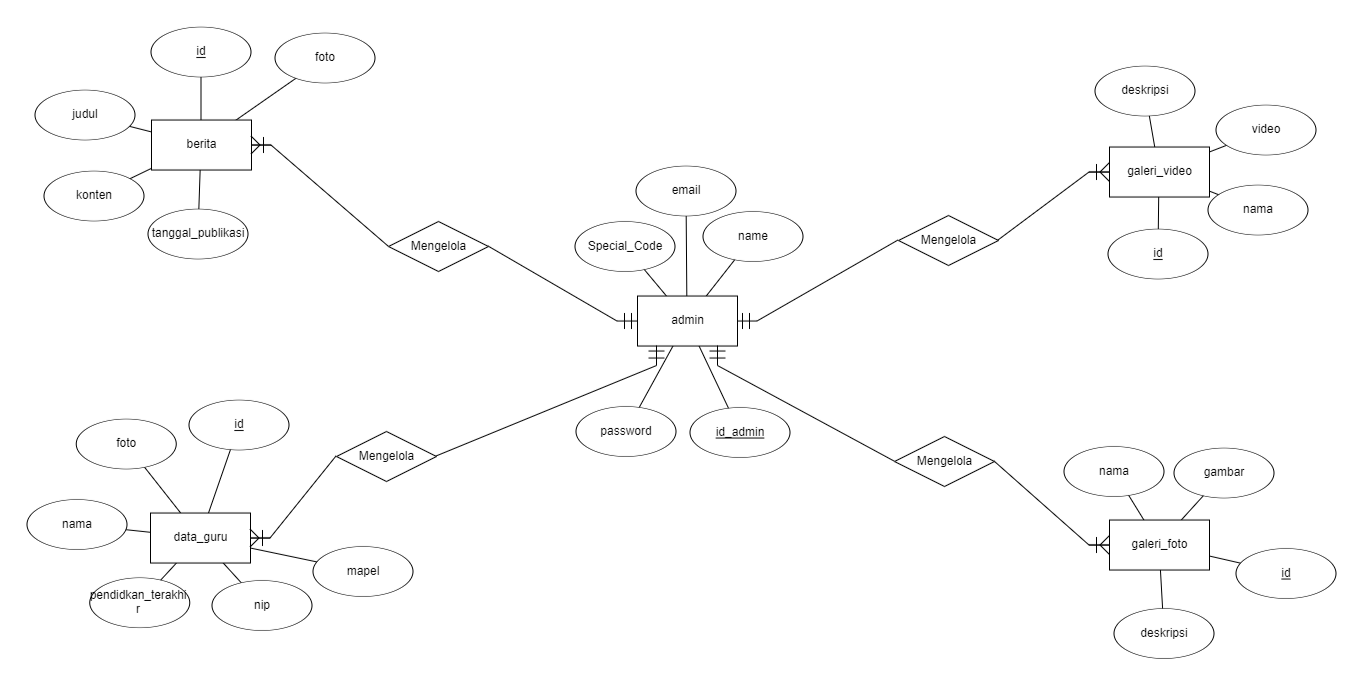 id
foto
judul
berita
konten
tanggal_publikasi
Mengelola
deskripsi
video
galeri_video
nama
id
Mengelola
email
Special_Code
name
admin
password
id_admin
foto
id
Mengelola
nama
data_guru
mapel
pendidkan_terakhi
r
nip
Mengelola
nama
gambar
galeri_foto
id
deskripsi